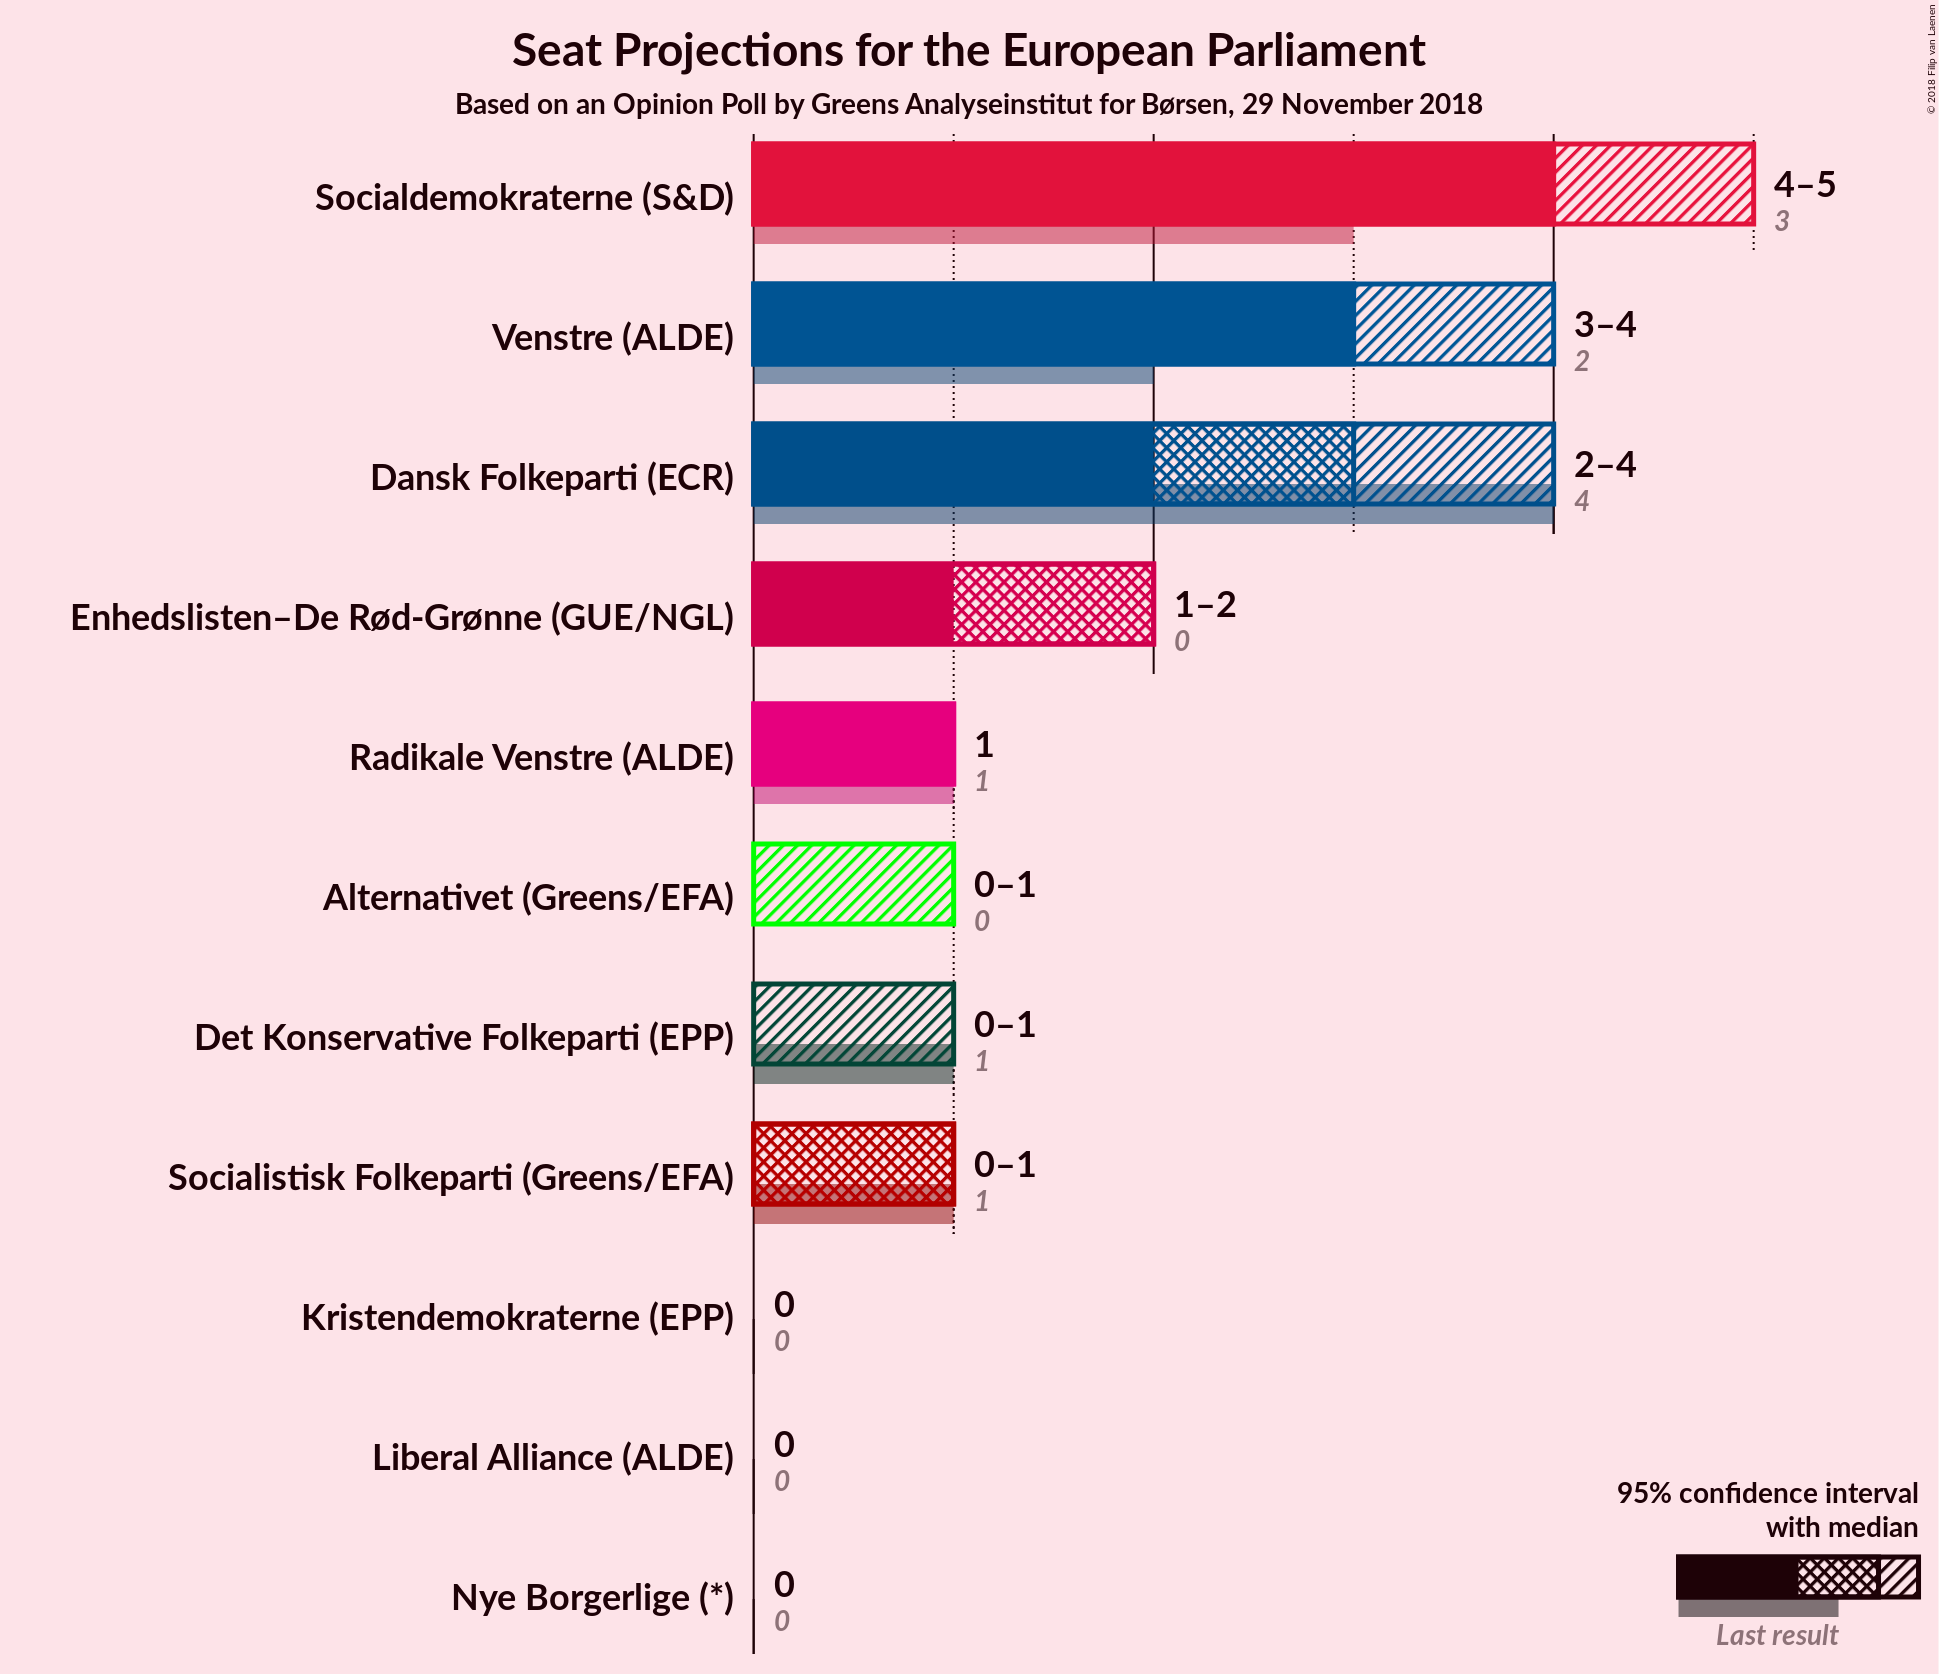 Seat Projections for the European Parliament
Based on an Opinion Poll by Greens Analyseinstitut for Børsen, 29 November 2018
© 2018 Filip van Laenen
Socialdemokraterne (S&D)
4–5
3
Venstre (ALDE)
3–4
2
Dansk Folkeparti (ECR)
2–4
4
Enhedslisten–De Rød-Grønne (GUE/NGL)
1–2
0
Radikale Venstre (ALDE)
1
1
Alternativet (Greens/EFA)
0–1
0
Det Konservative Folkeparti (EPP)
0–1
1
Socialistisk Folkeparti (Greens/EFA)
0–1
1
Kristendemokraterne (EPP)
0
0
Liberal Alliance (ALDE)
0
0
Nye Borgerlige (*)
0
0
95% confidence interval
with median
Last result